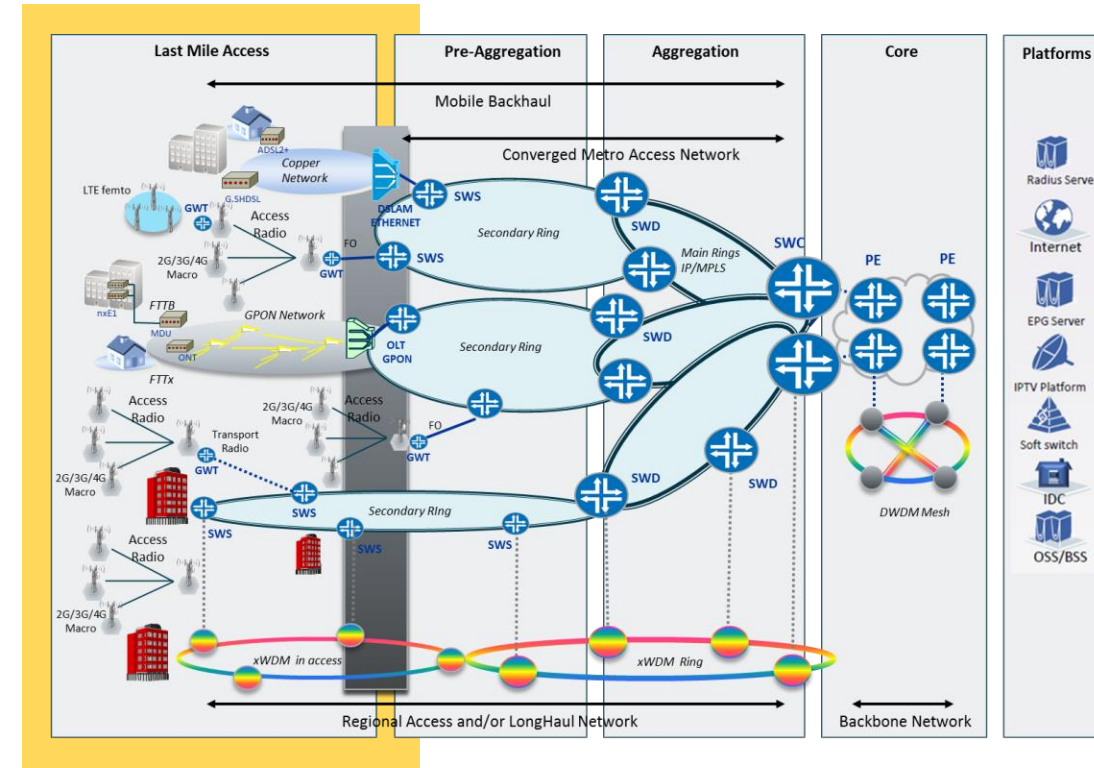 Last Mile Access
Pre-Aggregation
Aggregation
Core
Platforms
Mobile Backhaul
Converged Metro Access Network
ADSL2+
Copper
Network
G.SHDSL
DSLAM
ETHERNET
SWS
LTE femto
GWT
Access
Radio
2G/3G/4G
Macro
FO
GWT
SWS
Secondary Ring
SWD
Main Rings
IP/MPLS
SWC
PE
PE
nxE1
FTTB
MDU
GPON Network
ONT
FTTx
OLT
GPON
Secondary Ring
SWD
Access
Radio
2G/3G/4G
Macro
Transport
Radio
GWT
2G/3G/4G
Macro
Access
Radio
FO
GWT
SWS
SWS
Secondary RIng
SWS
SWS
SWD
SWD
DWDM Mesh
Access
Radio
2G/3G/4G
Macro
xWDM in access
xWDM Ring
Regional Access and/or LongHaul Network
Backbone Network
Radius Serve
Internet
EPG Server
IPTV Platform
Soft switch
IDC
OSS/BSS